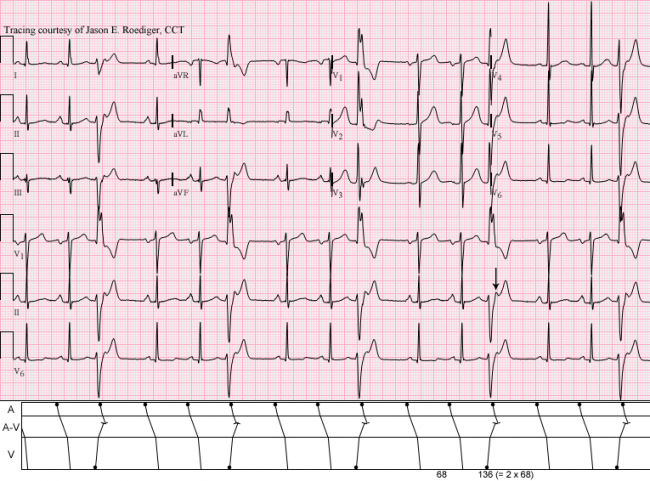 Tracing courtesy of Jason E. Roediger, CCT
I aVR V1 V4
II aVL V2 V5
III aVF V3 V6
V1
II
V6
A
A-V
V
68 136 (= 2 x 68)